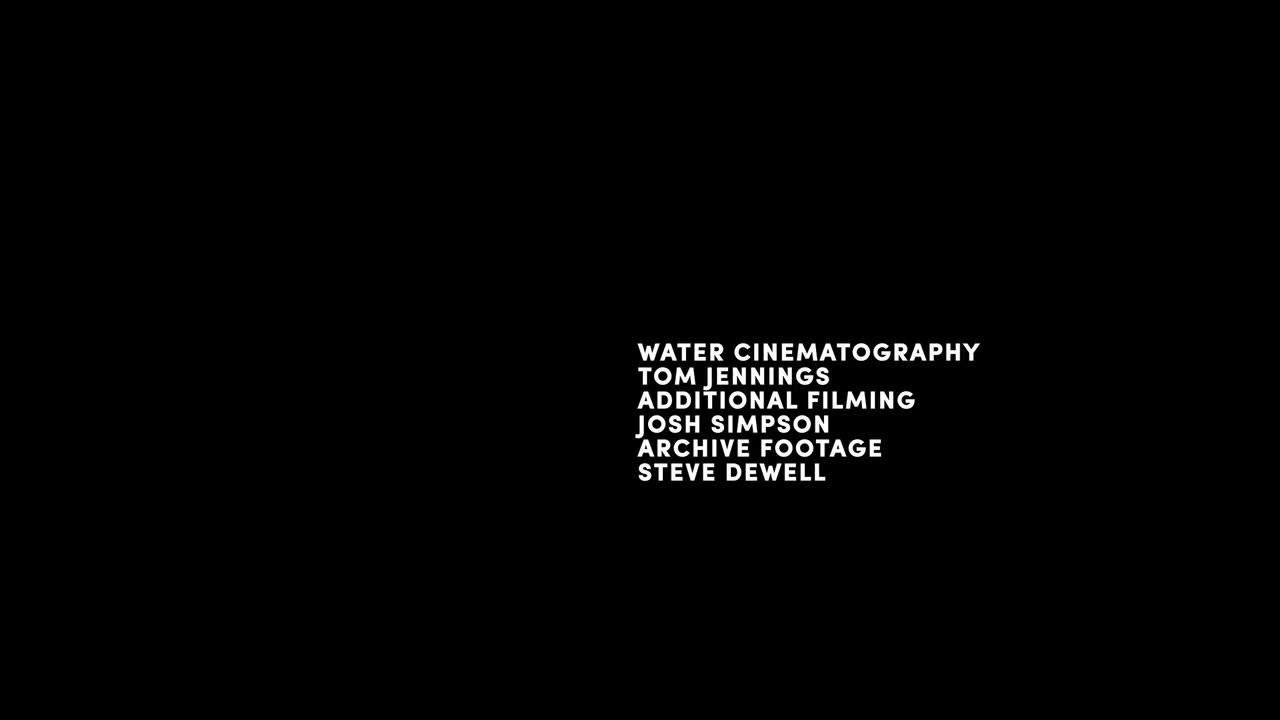 WATER CINEMATOGRAPHY
TOM JENNINGS
ADDITIONAL FILMING
JOSH SIMPSON
ARCHIVE FOOTAGE
STEVE DEWELL